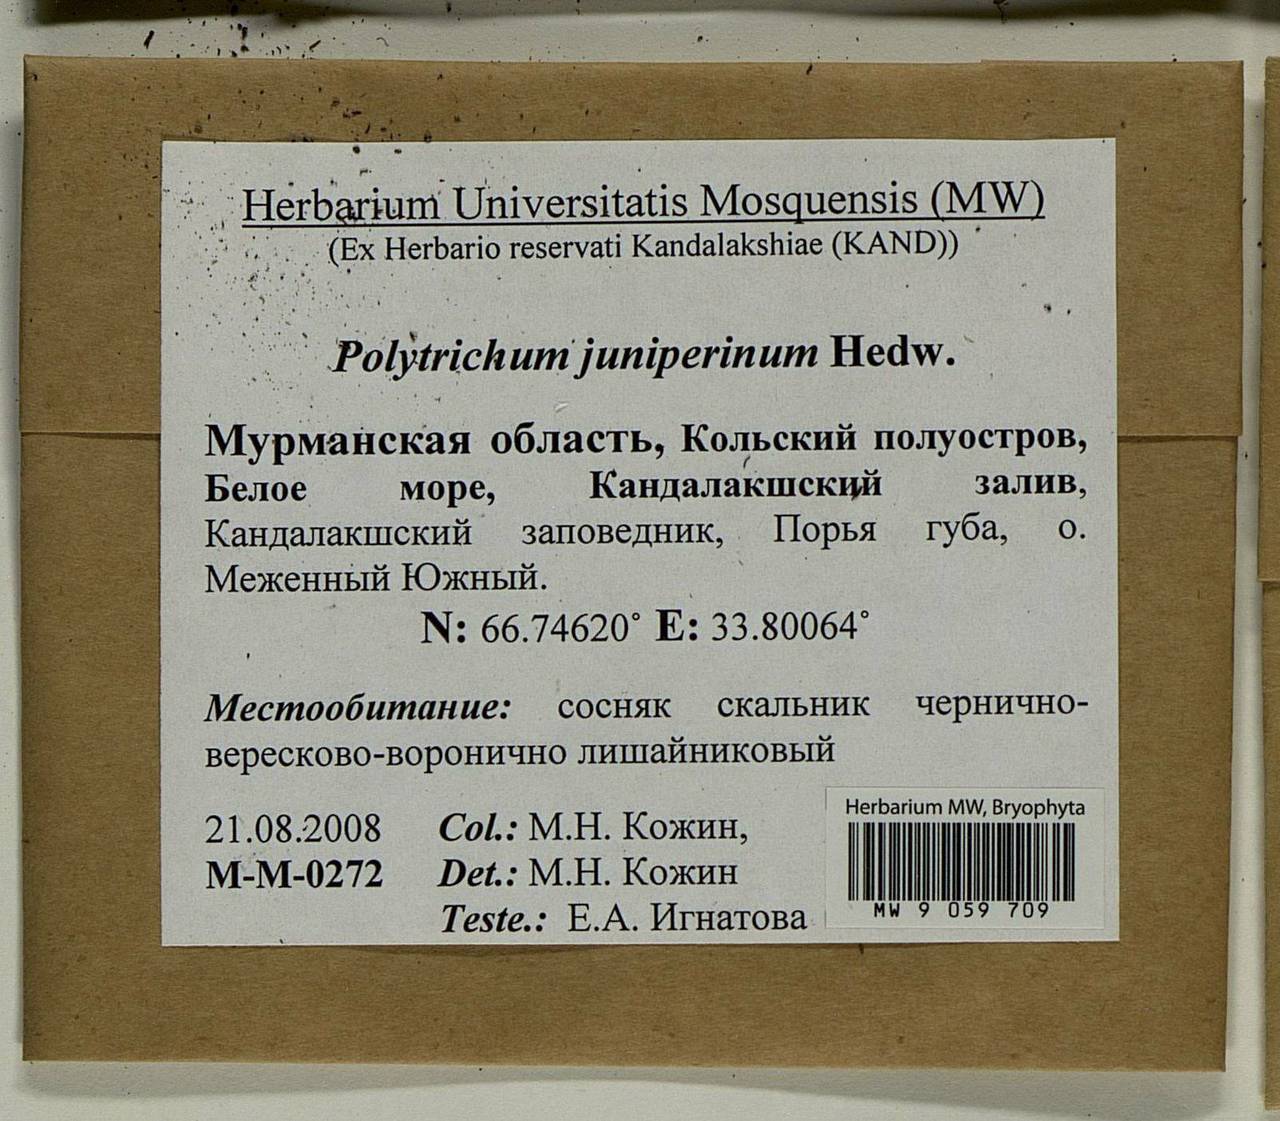 Herbarium Universitatis Mosquensis (MW)
(Ex Herbario reservati Kandalakshiae (KAND))
Polytrichum juniperinum Hedw.
Мурманская область, Кольский полуостров,
Белое море, Кандалакшский залив,
Кандалакшский заповедник, Порья губа, о.
Меженный Южный.
N: 66.74620° E: 33.80064°
Местообитание: сосняк скальник чернично-
вересково-воронично лишайниковый
21.08.2008 Col.: М.Н. Кожин,
М-М-0272 Det.: М.Н. Кожин
Teste.: Е.А. Игнатова
Herbarium MW, Bryophyta
MW 9 059 709